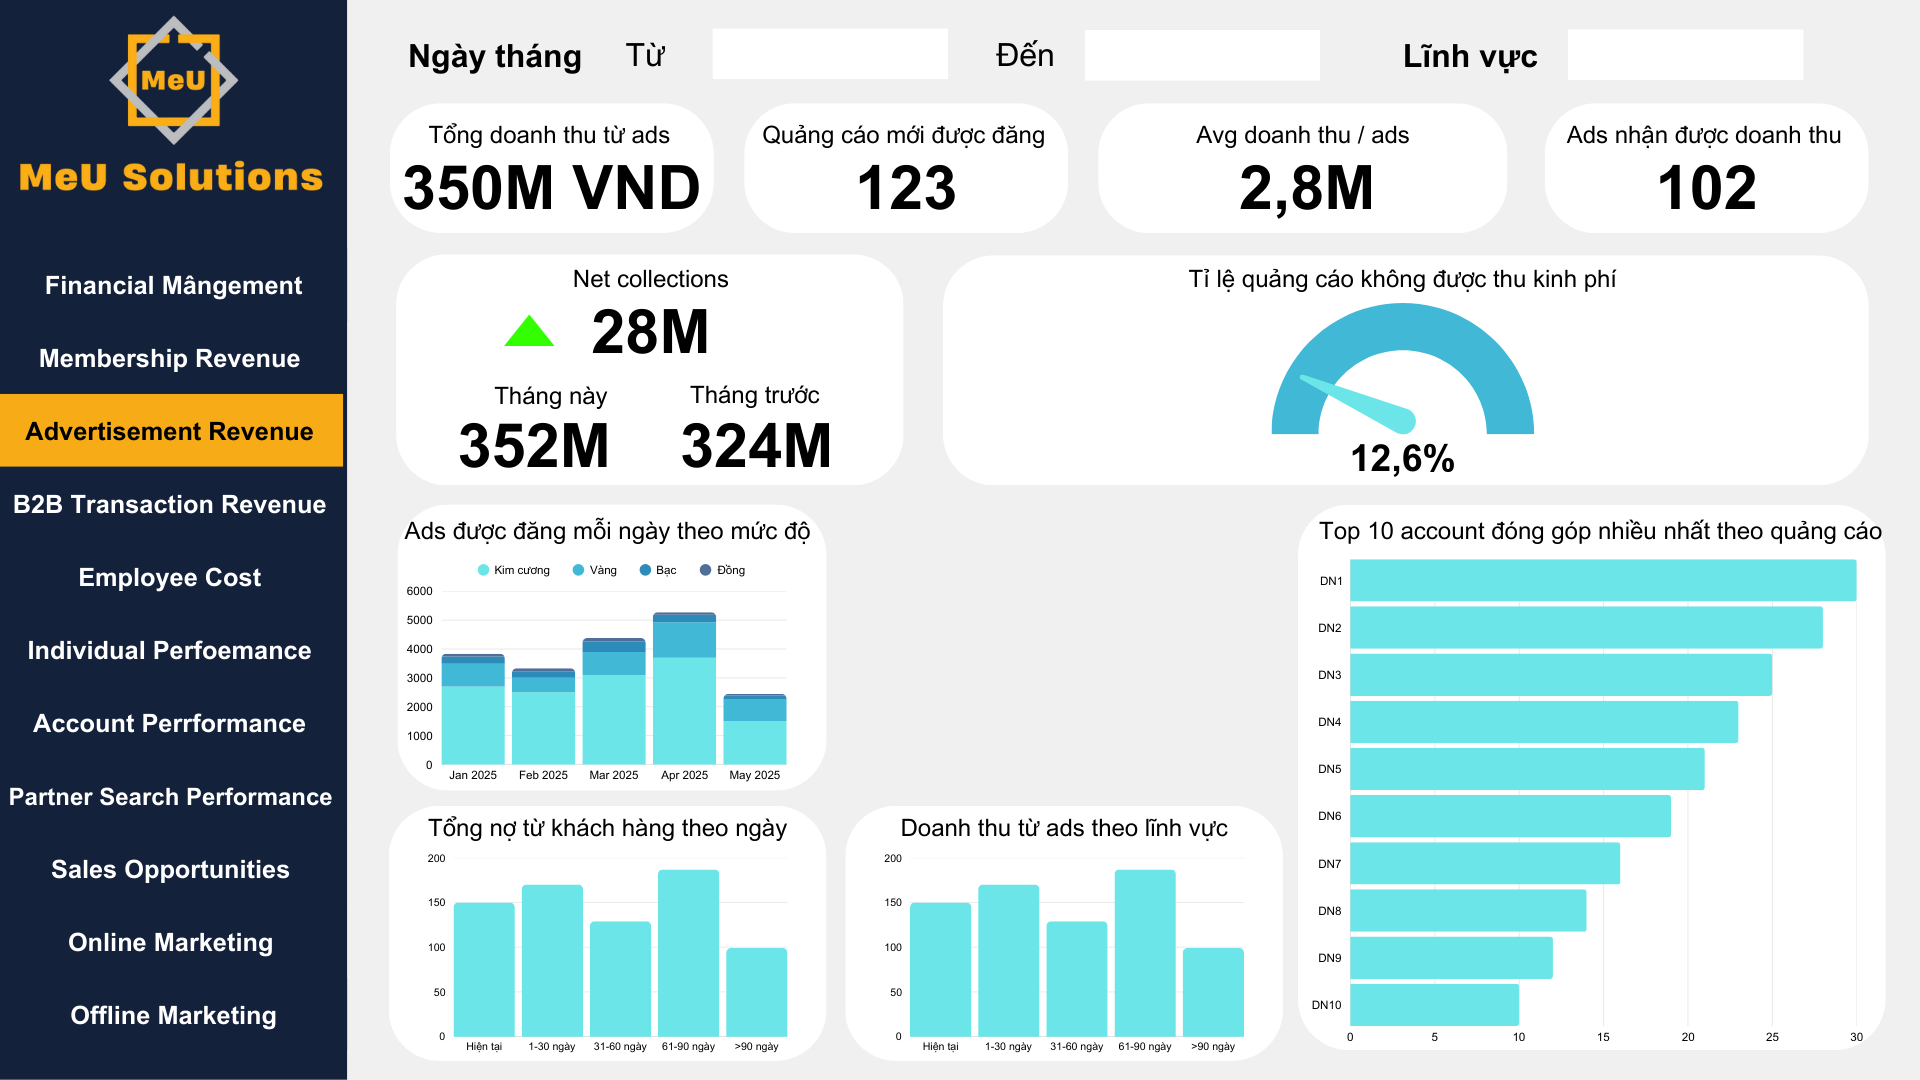 MeU
MeU Solutions
Financial Mângement
Membership Revenue
Advertisement Revenue
B2B Transaction Revenue
Employee Cost
Individual Perfoemance
Account Perrformance
Partner Search Performance
Sales Opportunities
Online Marketing
Offline Marketing
Ngày tháng Từ Đến Lĩnh vực
Tổng doanh thu từ ads
350M VND
Quảng cáo mới được đăng
123
Avg doanh thu / ads
2,8M
Ads nhận được doanh thu
102
Net collections
28M
Tháng này Tháng trước
352M 324M
Tỉ lệ quảng cáo không được thu kinh phí
12,6%
Ads được đăng mỗi ngày theo mức độ
Kim cương Vàng Bạc Đồng
6000
5000
4000
3000
2000
1000
0
Jan 2025 Feb 2025 Mar 2025 Apr 2025 May 2025
Tổng nợ từ khách hàng theo ngày
200
150
100
50
0
Hiện tại 1-30 ngày 31-60 ngày 61-90 ngày >90 ngày
Doanh thu từ ads theo lĩnh vực
200
150
100
50
0
Hiện tại 1-30 ngày 31-60 ngày 61-90 ngày >90 ngày
Top 10 account đóng góp nhiều nhất theo quảng cáo
DN1
DN2
DN3
DN4
DN5
DN6
DN7
DN8
DN9
DN10
0 5 10 15 20 25 30